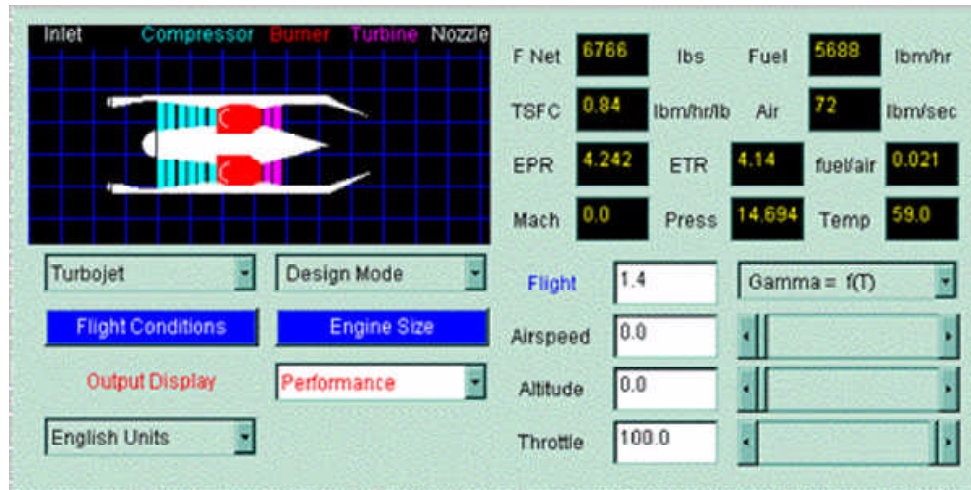 Inlet Compressor Burner Turbine Nozzle
F Net 6766 lbs Fuel 5688 lbm/hr
TSFC 0.84 lbm/hr/lb Air 72 lbm/sec
EPR 4.242 ETR 4.14 fuel/air 0.021
Mach 0.0 Press 14.694 Temp 59.0
Turbojet Design Mode Flight 1.4 Gamma = f(T)
Flight Conditions Engine Size Airspeed 0.0
Output Display Performance Altitude 0.0
English Units Throttle 100.0